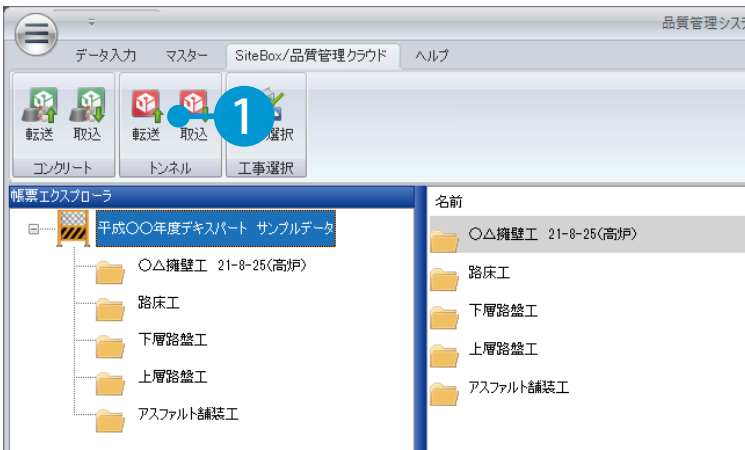 品質管理シス
データ入力 マスター SiteBox/品質管理クラウド ヘルプ
転送 取込 転送 取込 選択
コンクリート トンネル 工事選択
1
帳票エクスプローラ
平成〇〇年度デキスパート サンプルデータ
〇△擁壁工 21-8-25(高炉)
路床工
下層路盤工
上層路盤工
アスファルト舗装工
名前
〇△擁壁工 21-8-25(高炉)
路床工
下層路盤工
上層路盤工
アスファルト舗装工